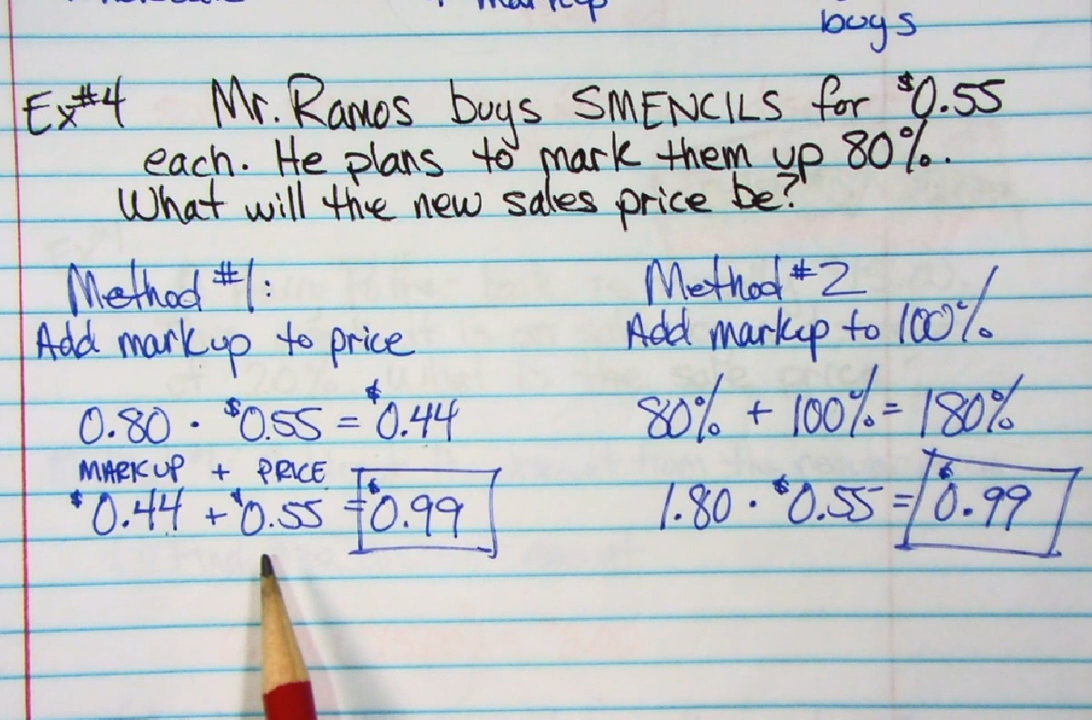 markup
buys
Ex#4 Mr. Ramos buys SMENCILS for $0.55
each. He plans to mark them up 80%.
What will the new sales price be?
Method #1:
Add markup to price
0.80 · $0.55 = $0.44
MARKUP + PRICE
$0.44 + $0.55 = $0.99
Method #2
Add markup to 100%
80% + 100% = 180%
1.80 · $0.55 = $0.99